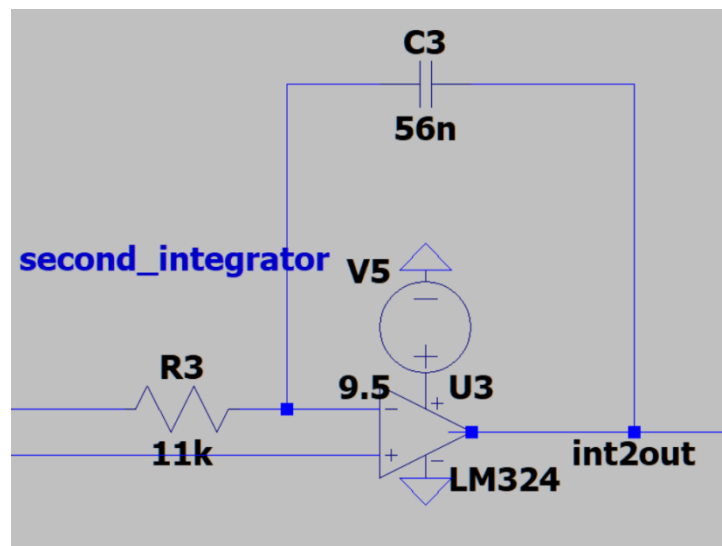 C3
56n
second_integrator
V5
R3
9.5
U3
11k
int2out
LM324